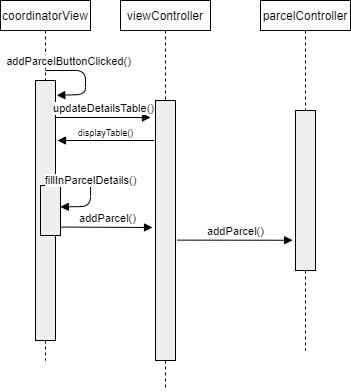 coordinatorView
viewController
parcelController
addParcelButtonClicked()
updateDetailsTable()
displayTable()
fillInParcelDetails()
addParcel()
addParcel()